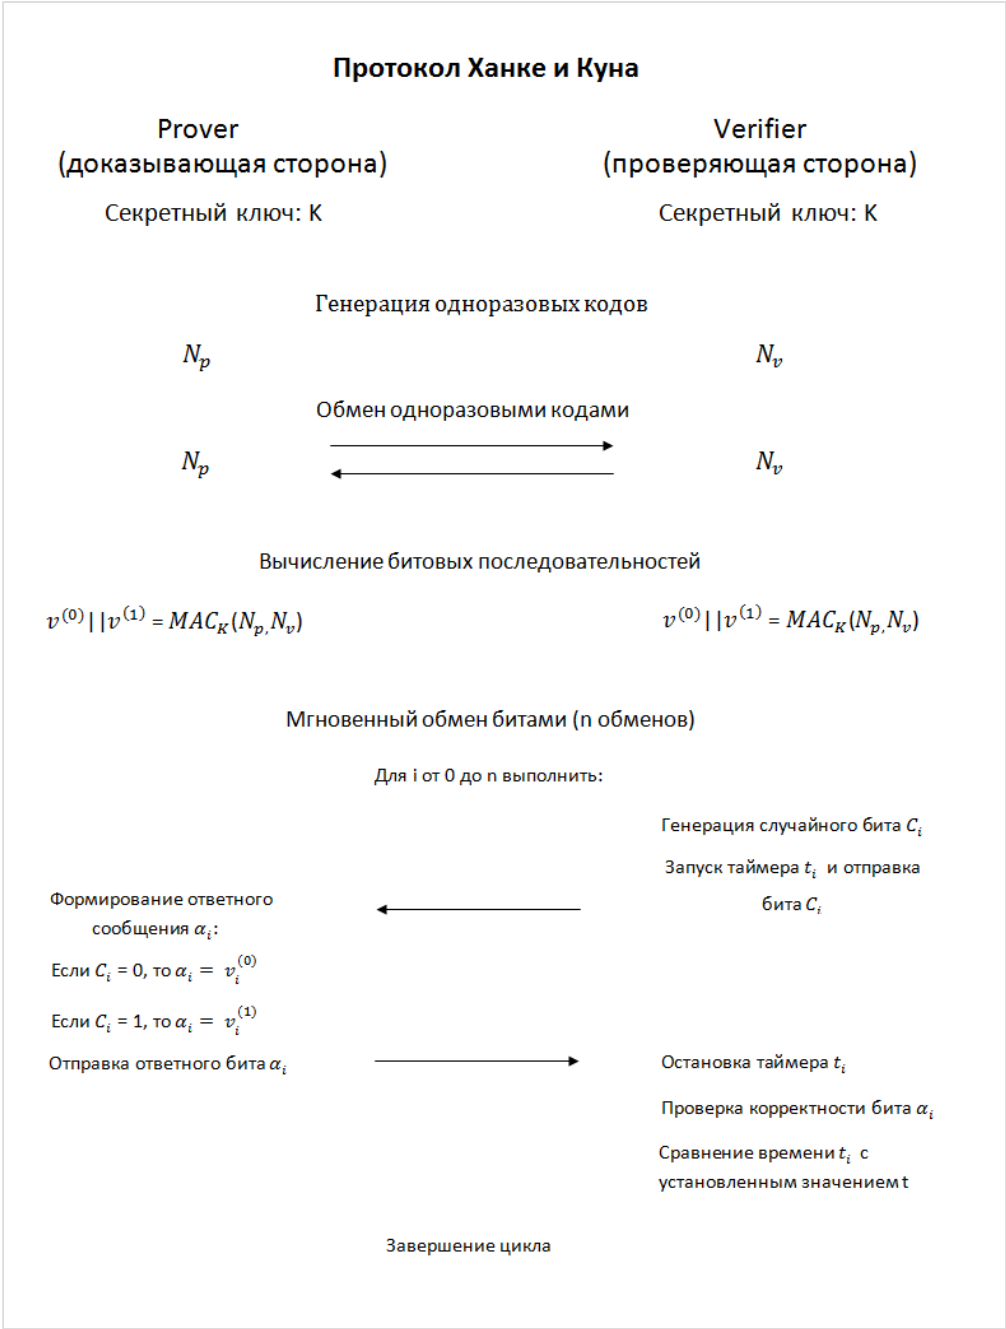 Протокол Ханке и Куна
Prover
(доказывающая сторона)
Verifier
(проверяющая сторона)
Секретный ключ: K
Секретный ключ: K
Генерация одноразовых кодов
N_p
N_v
Обмен одноразовыми кодами
N_p
N_v
Вычисление битовых последовательностей
v^(0)||v^(1) = MAC_K(N_p,N_v)
v^(0)||v^(1) = MAC_K(N_p,N_v)
Мгновенный обмен битами (n обменов)
Для i от 0 до n выполнить:
Генерация случайного бита C_i
Запуск таймера t_i и отправка
бита C_i
Формирование ответного
сообщения α_i:
Если C_i = 0, то α_i = v_i^(0)
Если C_i = 1, то α_i = v_i^(1)
Отправка ответного бита α_i
Остановка таймера t_i
Проверка корректности бита α_i
Сравнение времени t_i с
установленным значением t
Завершение цикла